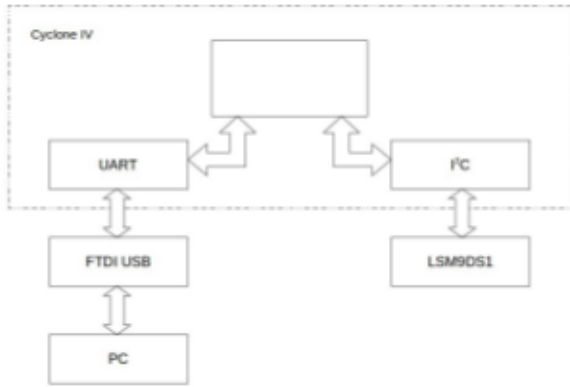 Cyclone IV
UART
I²C
FTDI USB
LSM9DS1
PC